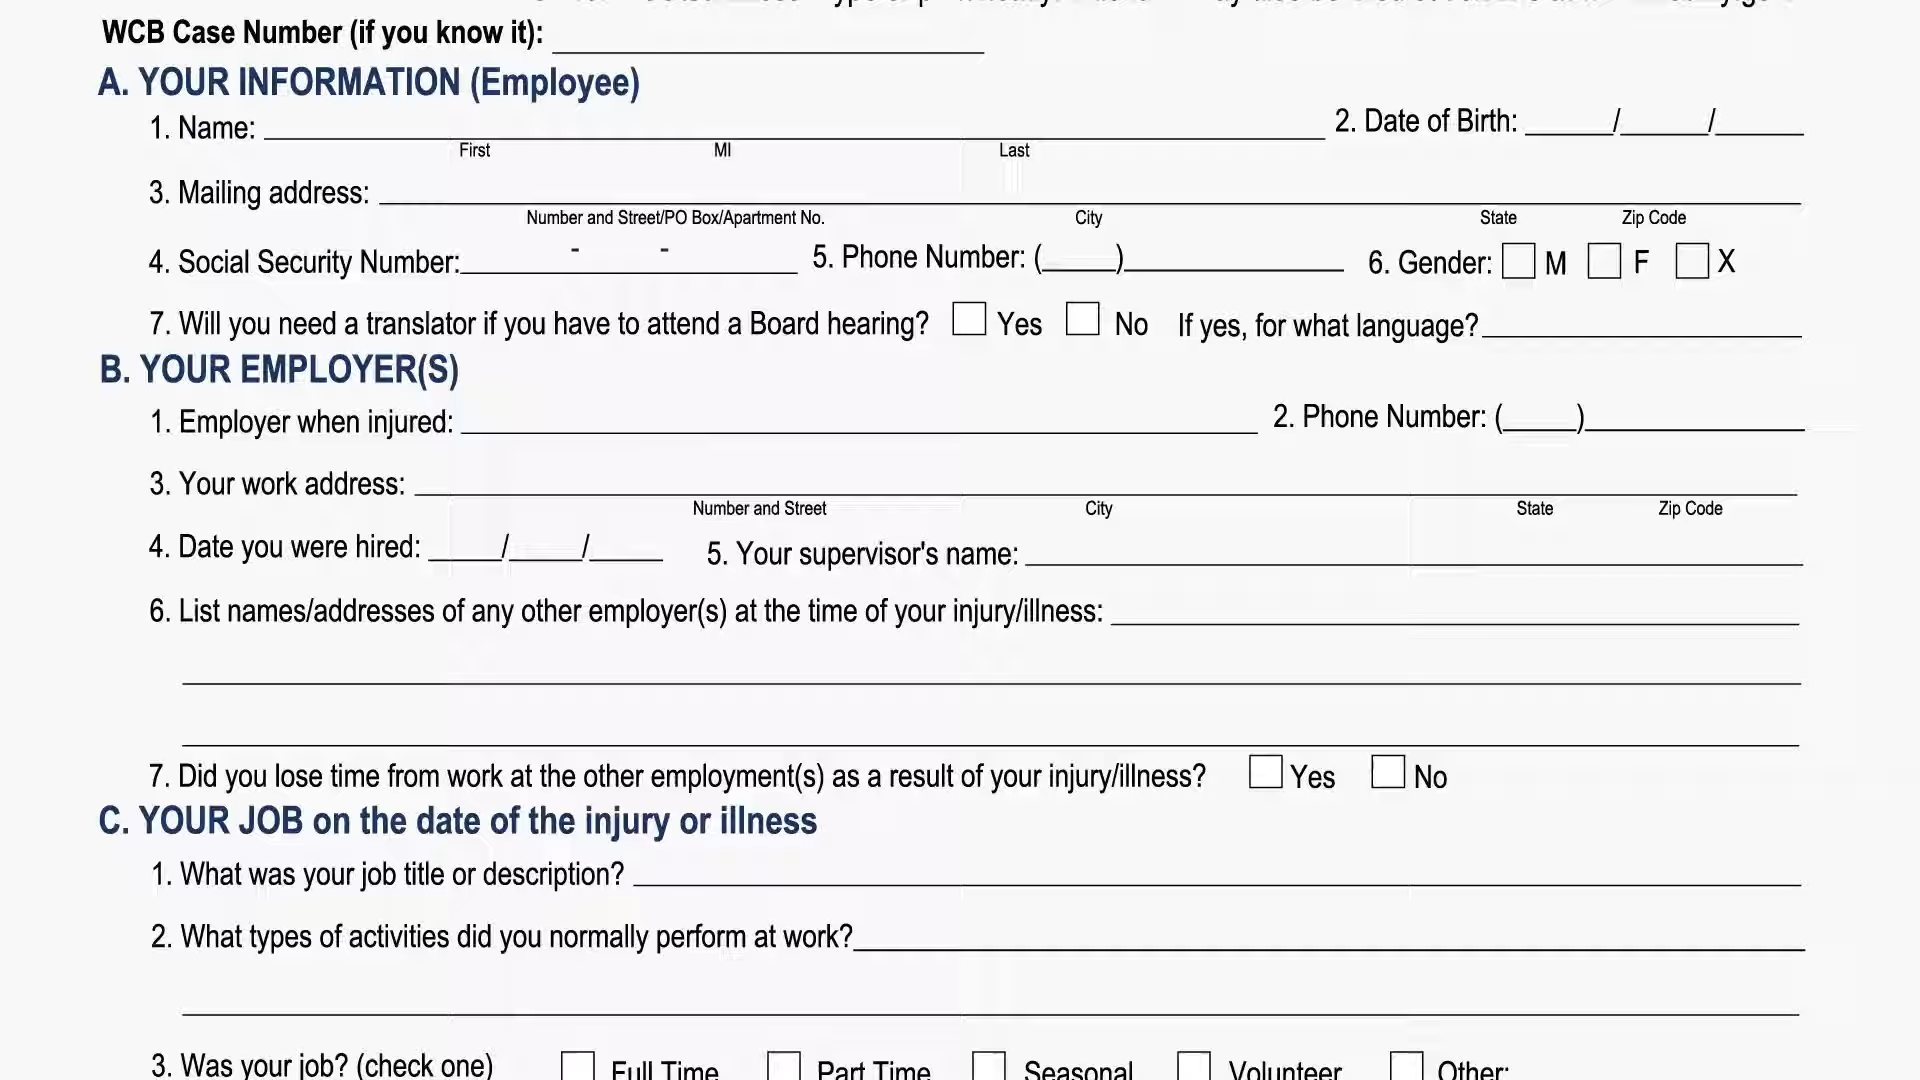 WCB Case Number (if you know it):
A. YOUR INFORMATION (Employee)
1. Name: 2. Date of Birth: / /
First MI Last
3. Mailing address:
Number and Street/PO Box/Apartment No. City State Zip Code
4. Social Security Number: - - 5. Phone Number: ( ) 6. Gender: M F X
7. Will you need a translator if you have to attend a Board hearing? Yes No If yes, for what language?
B. YOUR EMPLOYER(S)
1. Employer when injured: 2. Phone Number: ( )
3. Your work address:
Number and Street City State Zip Code
4. Date you were hired: / / 5. Your supervisor's name:
6. List names/addresses of any other employer(s) at the time of your injury/illness:
7. Did you lose time from work at the other employment(s) as a result of your injury/illness? Yes No
C. YOUR JOB on the date of the injury or illness
1. What was your job title or description?
2. What types of activities did you normally perform at work?
3. Was your job? (check one) Full Time Part Time Seasonal Volunteer Other: